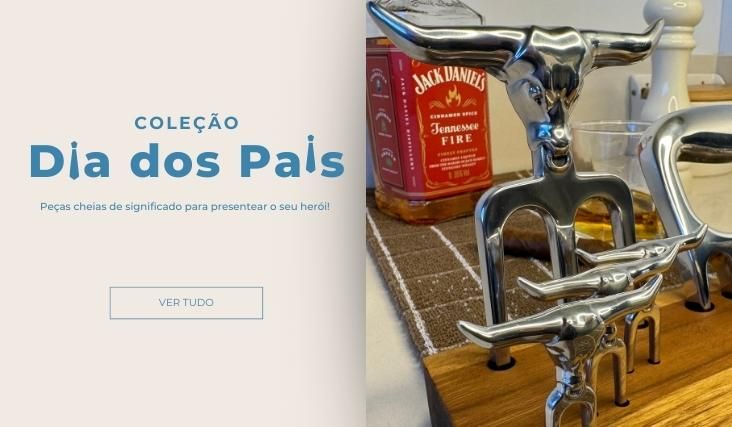 COLEÇÃO
Dia dos Pais
Peças cheias de significado para presentear o seu herói!
VER TUDO
JACK DANIEL'S
CINNAMON SPICE
Tennessee
FIRE